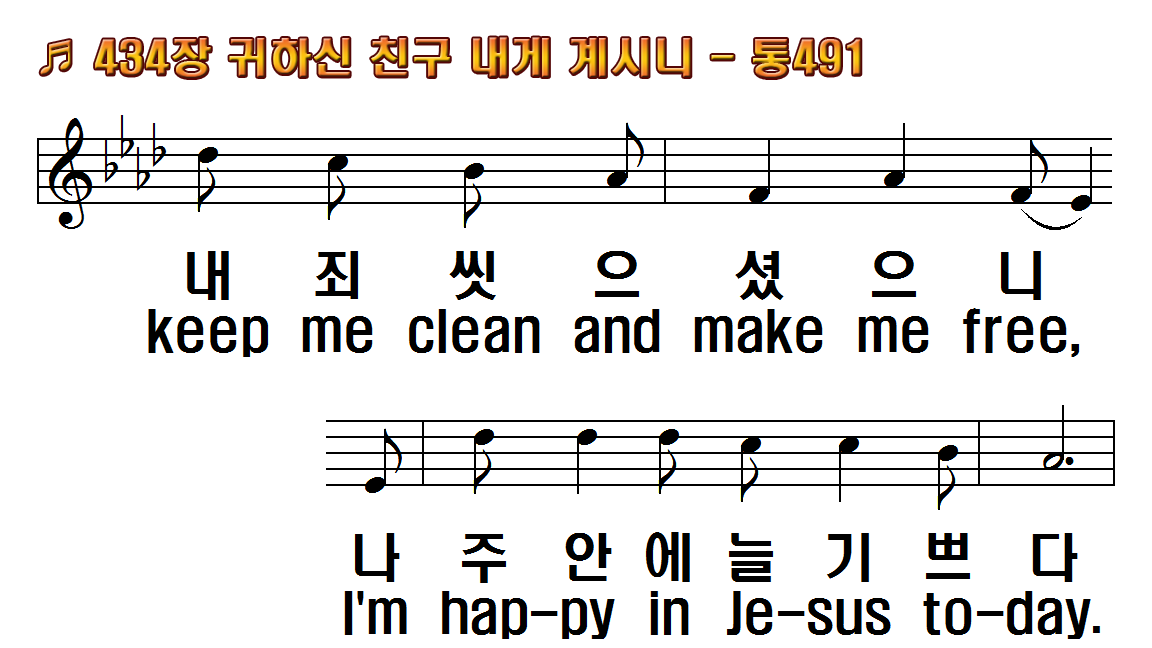 ♬ 434장 귀하신 친구 내게 계시니 - 통491
내 죄 씻 으 셨 으 니
keep me clean and make me free,
나 주 안 에 늘 기 쁘 다
I'm hap-py in Je-sus to-day.